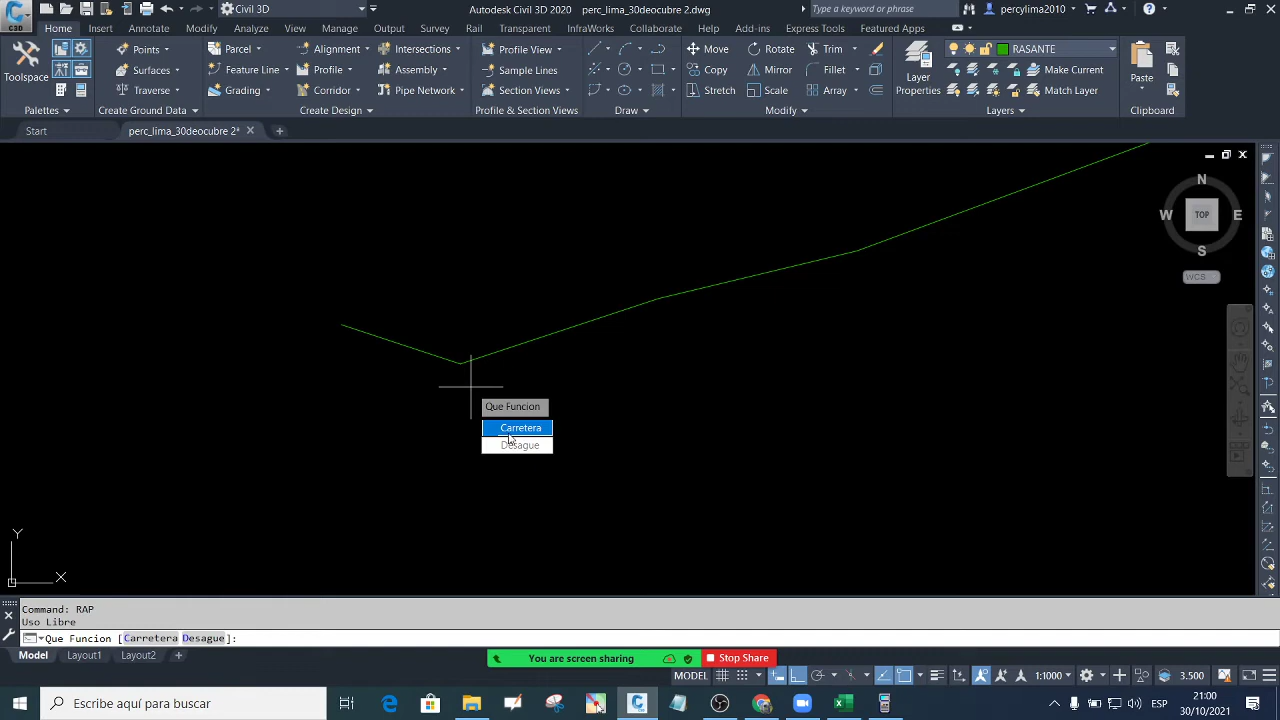 Civil 3D
Autodesk Civil 3D 2021 perc_lima_30deocubre 2.dwg
Type a keyword or phrase
percylima2010
C3D
Home Insert Annotate Modify Analyze View Manage Output Survey Rail Transparent InfraWorks Collaborate Help Add-ins Express Tools Featured Apps
Toolspace
Points
Surfaces
Traverse
Parcel
Feature Line
Grading
Alignment
Profile
Corridor
Intersections
Assembly
Pipe Network
Profile View
Sample Lines
Section Views
Move
Copy
Stretch
Rotate
Mirror
Scale
Trim
Fillet
Array
Layer
Properties
RASANTE
Make Current
Match Layer
Paste
Palettes
Create Ground Data
Create Design
Profile & Section Views
Draw
Modify
Layers
Clipboard
Start
perc_lima_30deocubre 2*
N
W
TOP
E
S
WCS
Que Funcion
Carretera
Desague
Y
X
Command: RAP
Uso Libre
Que Funcion [Carretera Desague]:
Model Layout1 Layout2
You are screen sharing
Stop Share
MODEL
1:1000
3.500
Escribe aquí para buscar
ESP
21:00
30/10/2021